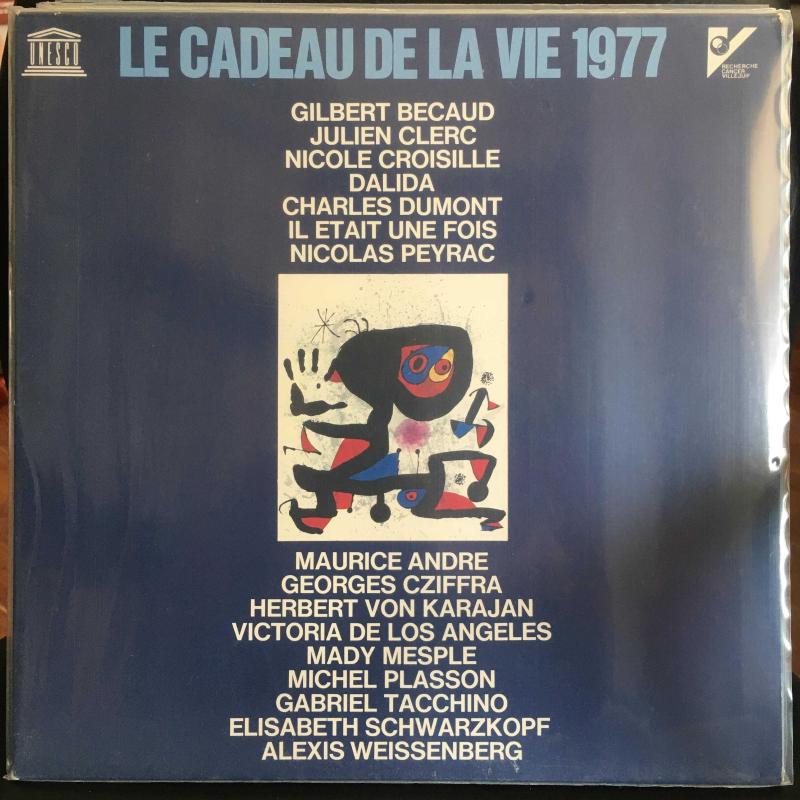 UNESCO
LE CADEAU DE LA VIE 1977
RECHERCHE
CANCER
VILLEJUIF
GILBERT BECAUD
JULIEN CLERC
NICOLE CROISILLE
DALIDA
CHARLES DUMONT
IL ETAIT UNE FOIS
NICOLAS PEYRAC
MAURICE ANDRE
GEORGES CZIFFRA
HERBERT VON KARAJAN
VICTORIA DE LOS ANGELES
MADY MESPLE
MICHEL PLASSON
GABRIEL TACCHINO
ELISABETH SCHWARZKOPF
ALEXIS WEISSENBERG